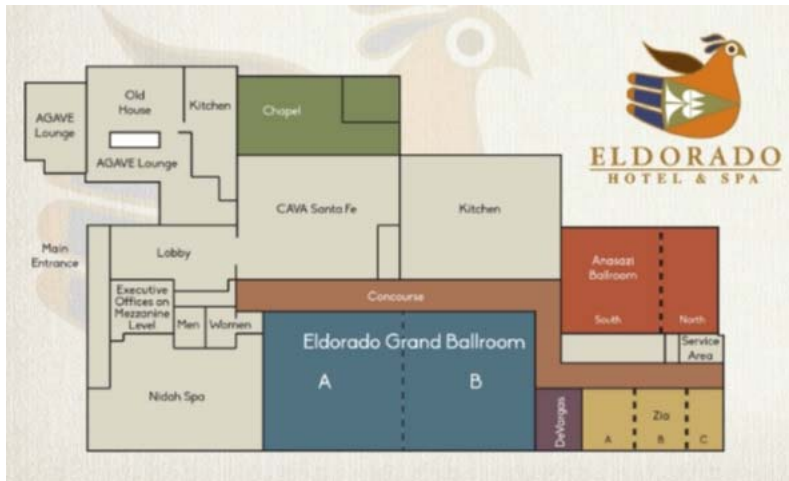 Old
House
Kitchen
AGAVE
Lounge
AGAVE Lounge
Chapel
ELDORADO
HOTEL & SPA
CAVA Santa Fe
Kitchen
Main
Entrance
Lobby
Anasazi
Ballroom
South
North
Executive
Offices on
Mezzanine
Level
Men
Women
Concourse
Service
Area
Eldorado Grand Ballroom
A
B
Nidah Spa
DeVargas
Zia
A
B
C